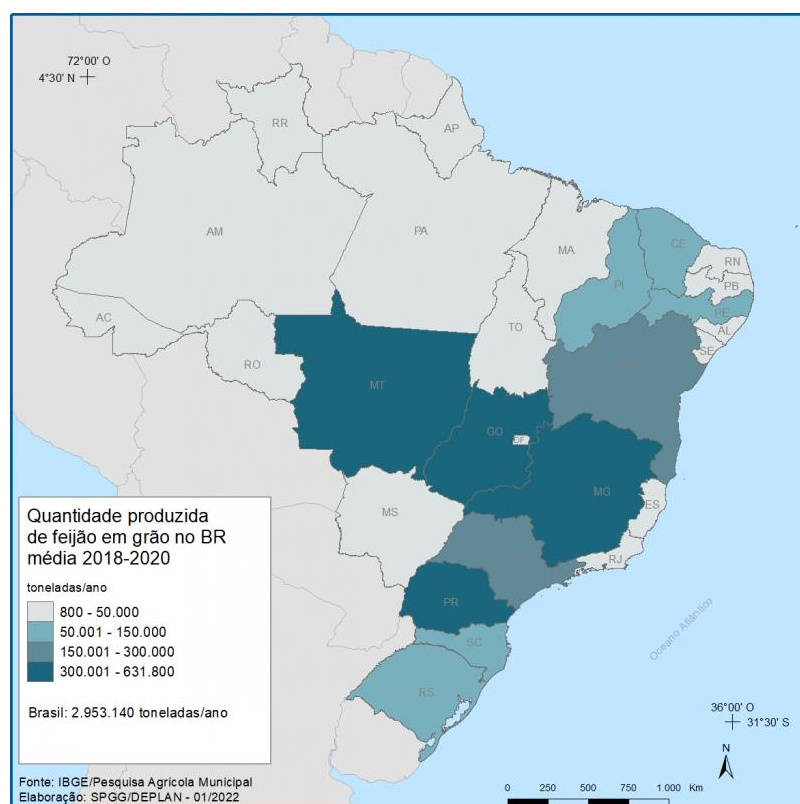 72°00' O
4°30' N
RR
AP
AM
PA
MA
CE
RN
PB
PI
PE
AL
SE
AC
TO
RO
MT
GO
DF
MG
ES
MS
RJ
PR
SC
RS
Oceano Atlântico
Quantidade produzida
de feijão em grão no BR
média 2018-2020
toneladas/ano
800 - 50.000
50.001 - 150.000
150.001 - 300.000
300.001 - 631.800
Brasil: 2.953.140 toneladas/ano
36°00' O
31°30' S
N
Fonte: IBGE/Pesquisa Agrícola Municipal
Elaboração: SPGG/DEPLAN - 01/2022
0 250 500 750 1.000 Km